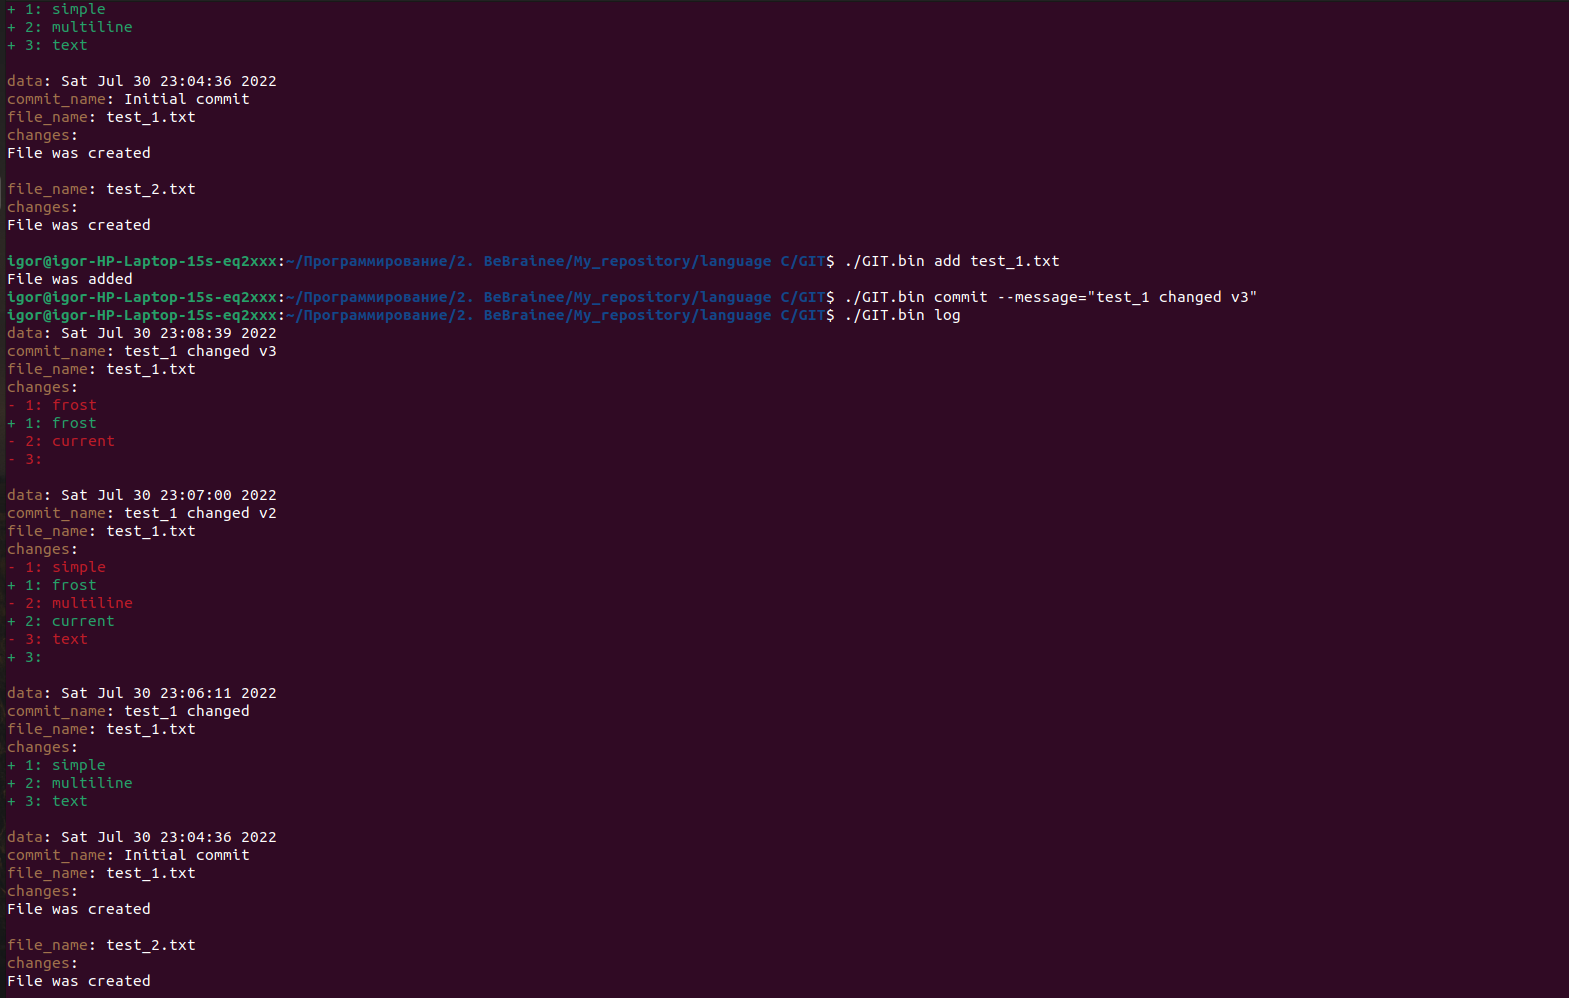 + 1: simple
+ 2: multiline
+ 3: text
data: Sat Jul 30 23:04:36 2022
commit_name: Initial commit
file_name: test_1.txt
changes:
File was created
file_name: test_2.txt
changes:
File was created
igor@igor-HP-Laptop-15s-eq2xxx:~/Программирование/2. BeBrainee/My_repository/language C/GIT$ ./GIT.bin add test_1.txt
File was added
igor@igor-HP-Laptop-15s-eq2xxx:~/Программирование/2. BeBrainee/My_repository/language C/GIT$ ./GIT.bin commit --message="test_1 changed v3"
igor@igor-HP-Laptop-15s-eq2xxx:~/Программирование/2. BeBrainee/My_repository/language C/GIT$ ./GIT.bin log
data: Sat Jul 30 23:08:39 2022
commit_name: test_1 changed v3
file_name: test_1.txt
changes:
- 1: frost
+ 1: frost
- 2: current
- 3:
data: Sat Jul 30 23:07:00 2022
commit_name: test_1 changed v2
file_name: test_1.txt
changes:
- 1: simple
+ 1: frost
- 2: multiline
+ 2: current
- 3: text
+ 3:
data: Sat Jul 30 23:06:11 2022
commit_name: test_1 changed
file_name: test_1.txt
changes:
+ 1: simple
+ 2: multiline
+ 3: text
data: Sat Jul 30 23:04:36 2022
commit_name: Initial commit
file_name: test_1.txt
changes:
File was created
file_name: test_2.txt
changes:
File was created